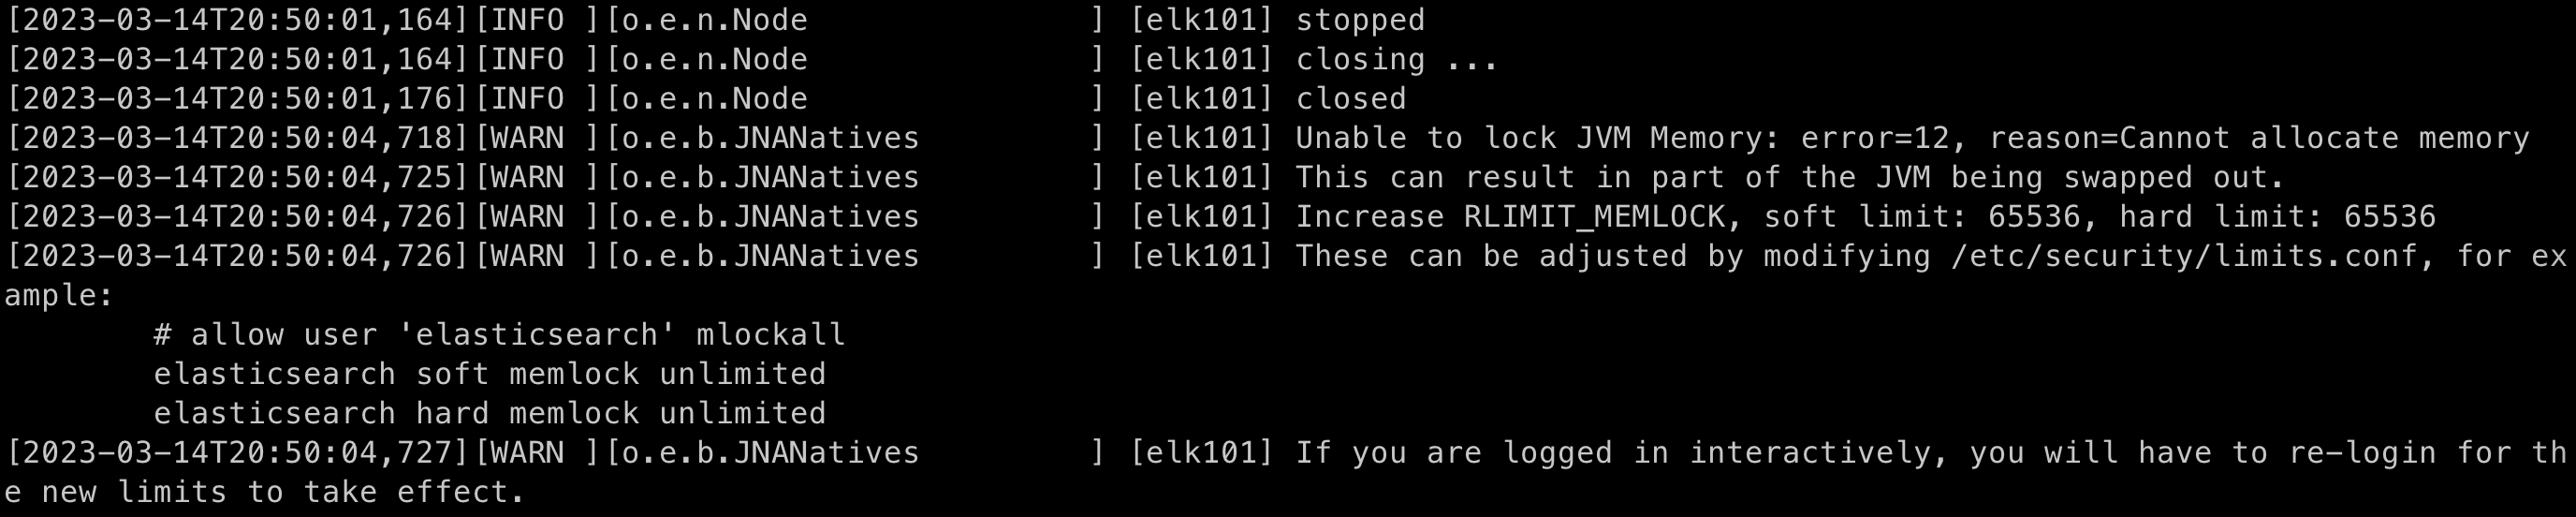 [2023-03-14T20:50:01,164][INFO ][o.e.n.Node               ] [elk101] stopped
[2023-03-14T20:50:01,164][INFO ][o.e.n.Node               ] [elk101] closing ...
[2023-03-14T20:50:01,176][INFO ][o.e.n.Node               ] [elk101] closed
[2023-03-14T20:50:04,718][WARN ][o.e.b.JNANatives         ] [elk101] Unable to lock JVM Memory: error=12, reason=Cannot allocate memory
[2023-03-14T20:50:04,725][WARN ][o.e.b.JNANatives         ] [elk101] This can result in part of the JVM being swapped out.
[2023-03-14T20:50:04,726][WARN ][o.e.b.JNANatives         ] [elk101] Increase RLIMIT_MEMLOCK, soft limit: 65536, hard limit: 65536
[2023-03-14T20:50:04,726][WARN ][o.e.b.JNANatives         ] [elk101] These can be adjusted by modifying /etc/security/limits.conf, for ex
ample:
        # allow user 'elasticsearch' mlockall
        elasticsearch soft memlock unlimited
        elasticsearch hard memlock unlimited
[2023-03-14T20:50:04,727][WARN ][o.e.b.JNANatives         ] [elk101] If you are logged in interactively, you will have to re-login for th
e new limits to take effect.